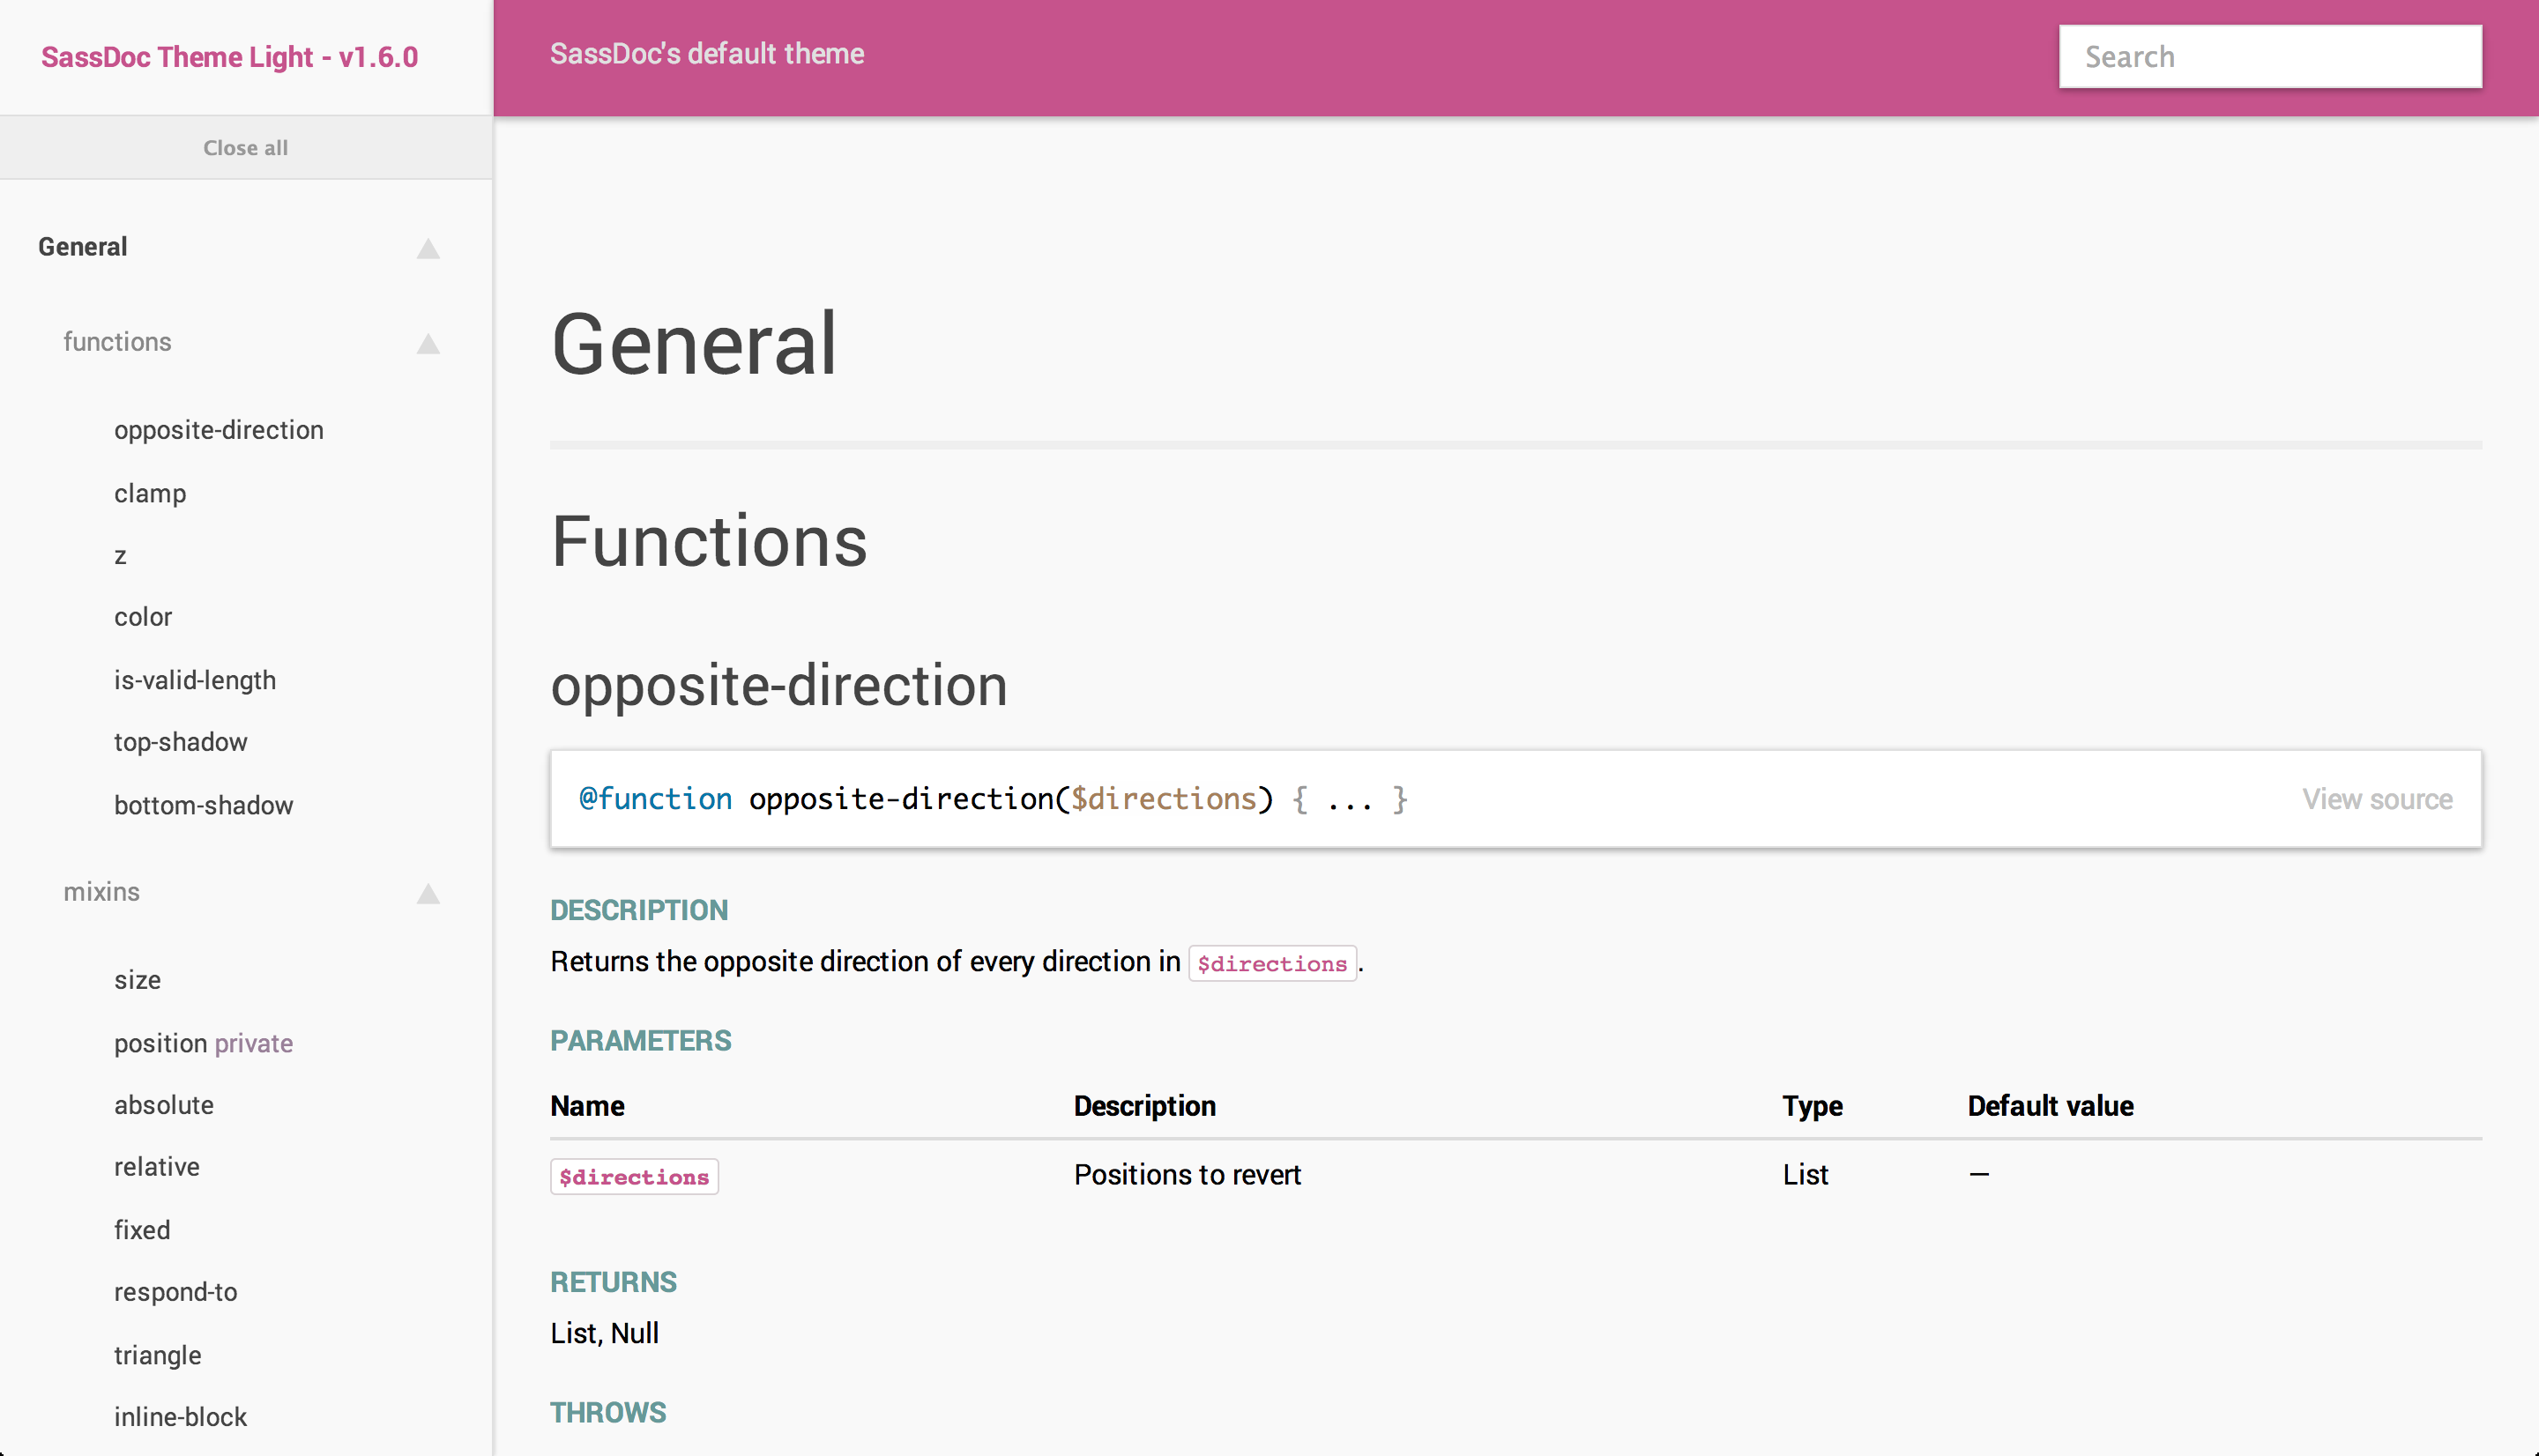 SassDoc Theme Light - v1.6.0
SassDoc's default theme
Search
Close all
General
functions
opposite-direction
clamp
z
color
is-valid-length
top-shadow
bottom-shadow
mixins
size
position private
absolute
relative
fixed
respond-to
triangle
inline-block
General
Functions
opposite-direction
@function opposite-direction($directions) { ... }
View source
DESCRIPTION
Returns the opposite direction of every direction in $directions.
PARAMETERS
Name Description Type Default value
$directions Positions to revert List —
RETURNS
List, Null
THROWS